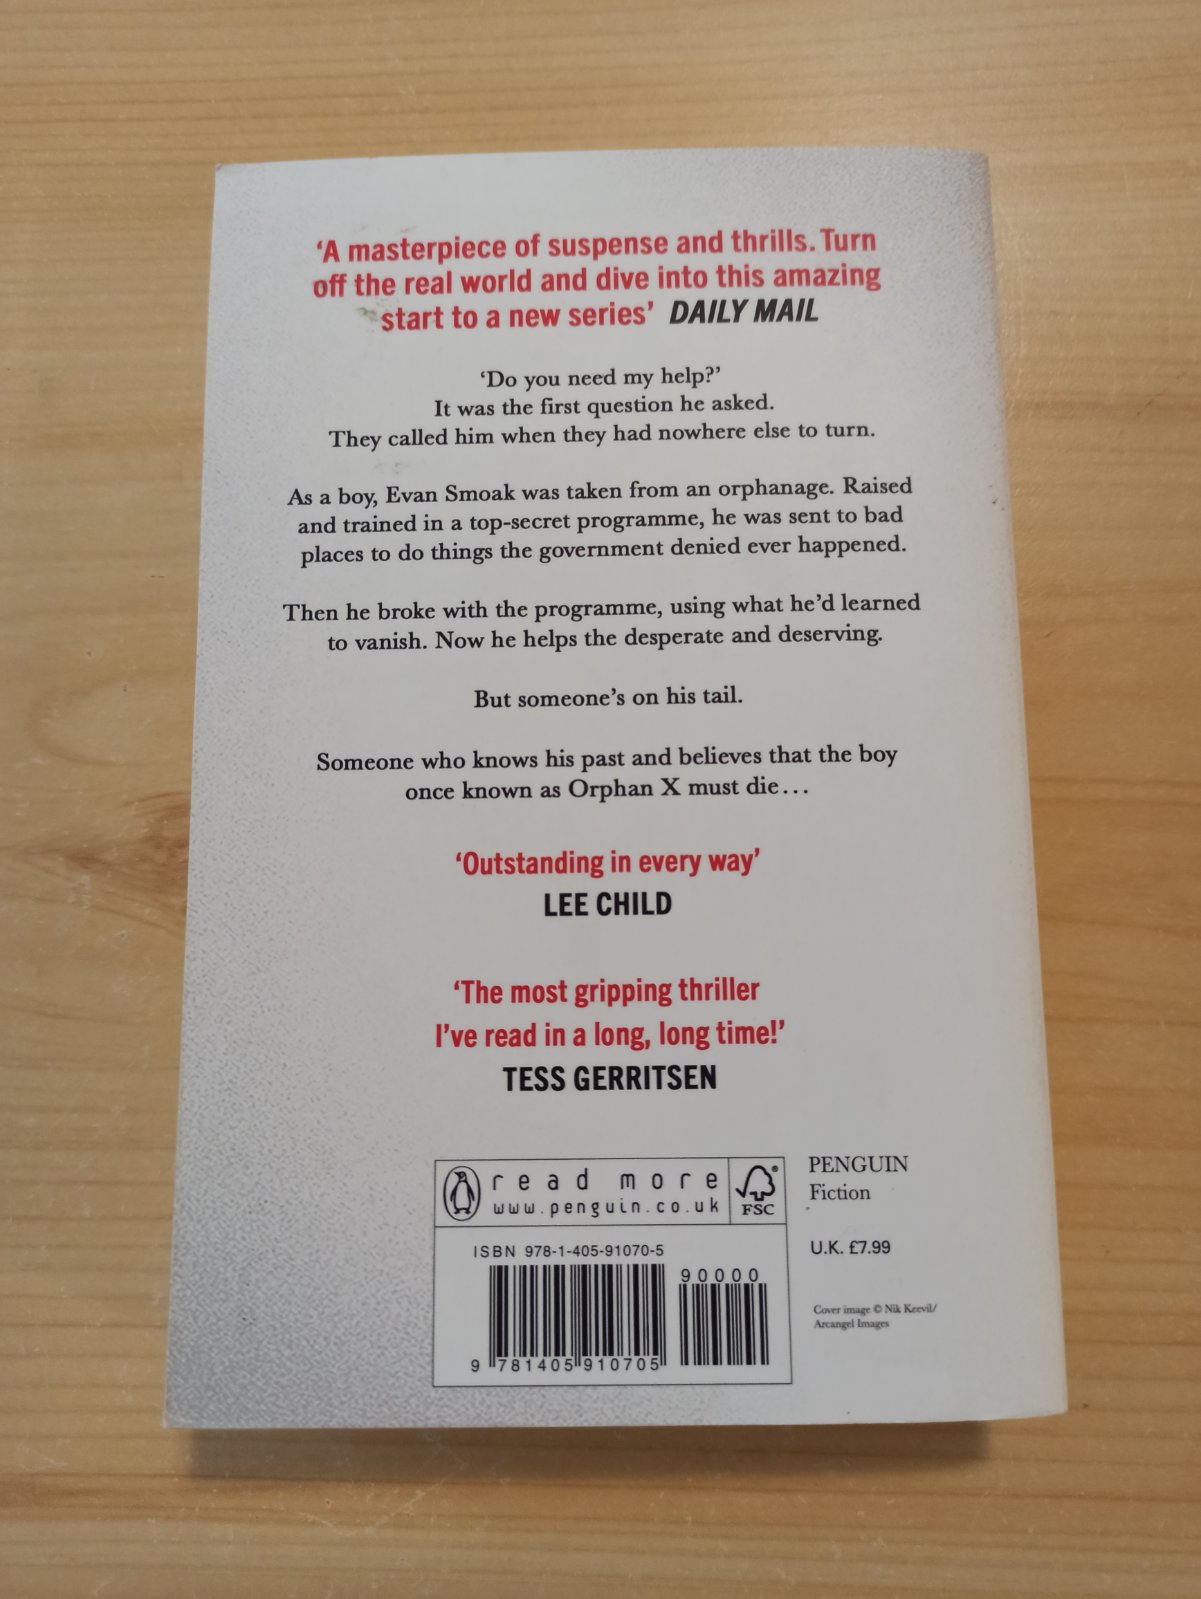 ‘A masterpiece of suspense and thrills. Turn
off the real world and dive into this amazing
start to a new series’ DAILY MAIL
‘Do you need my help?’
It was the first question he asked.
They called him when they had nowhere else to turn.
As a boy, Evan Smoak was taken from an orphanage. Raised
and trained in a top-secret programme, he was sent to bad
places to do things the government denied ever happened.
Then he broke with the programme, using what he’d learned
to vanish. Now he helps the desperate and deserving.
But someone’s on his tail.
Someone who knows his past and believes that the boy
once known as Orphan X must die...
‘Outstanding in every way’
LEE CHILD
‘The most gripping thriller
I’ve read in a long, long time!’
TESS GERRITSEN
read more
www.penguin.co.uk
FSC®
PENGUIN
Fiction
U.K. £7.99
ISBN 978-1-405-91070-5
90000
9 781405 910705
Cover image © Nik Keevil/
Arcangel Images